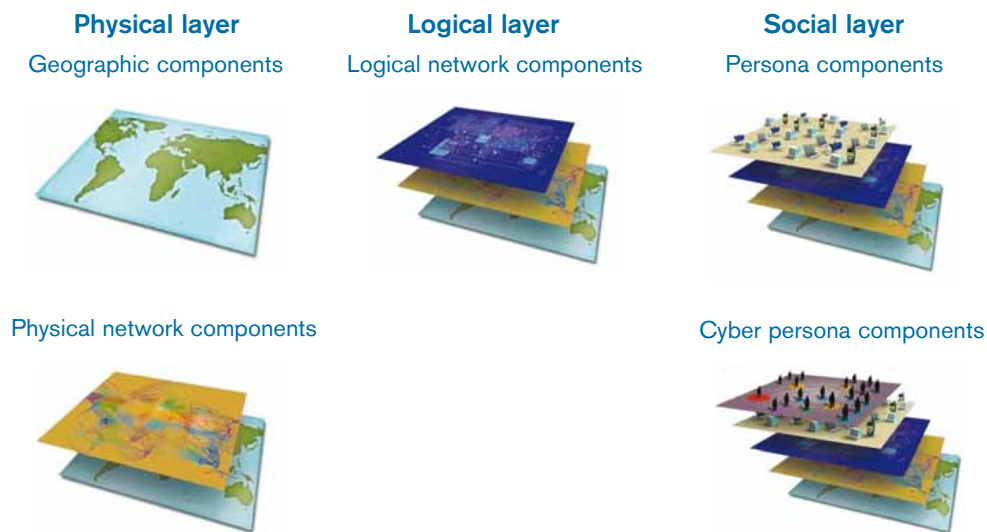 Physical layer
Logical layer
Social layer
Geographic components
Logical network components
Persona components
Physical network components
Cyber persona components